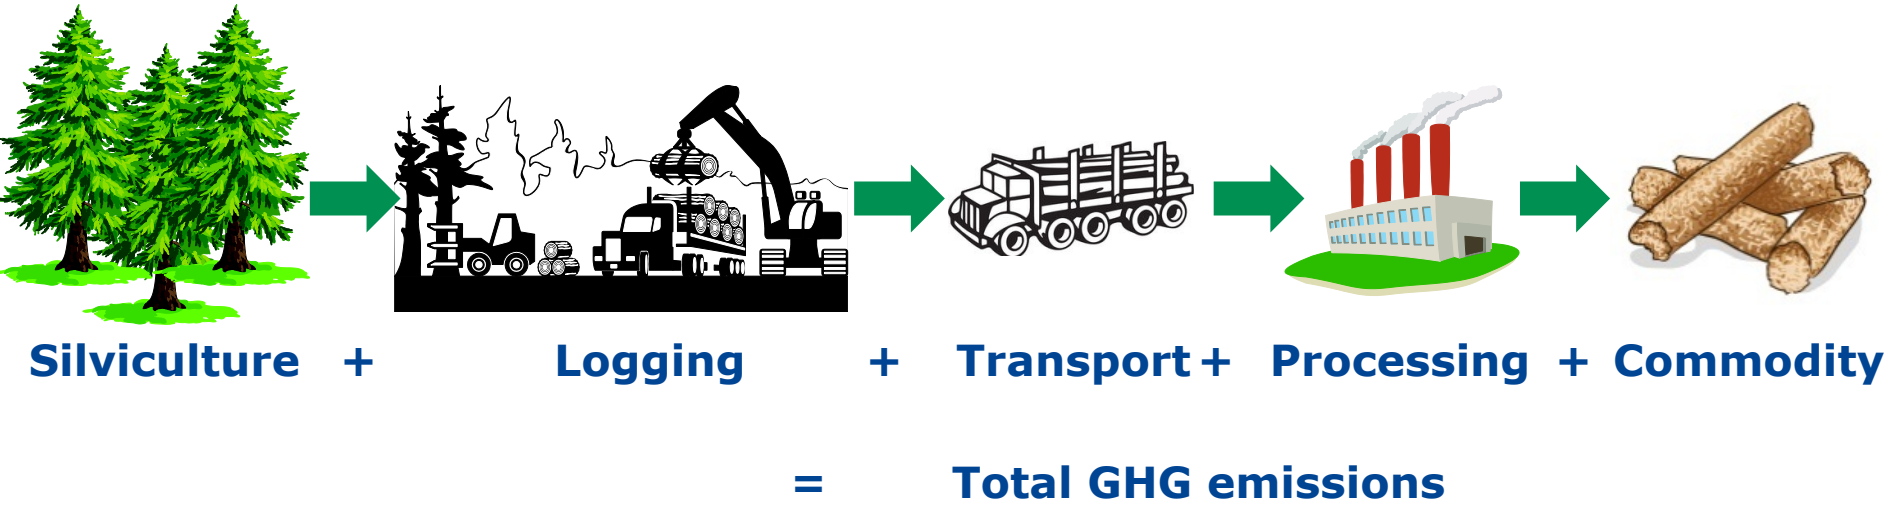 Silviculture + Logging + Transport + Processing + Commodity
= Total GHG emissions